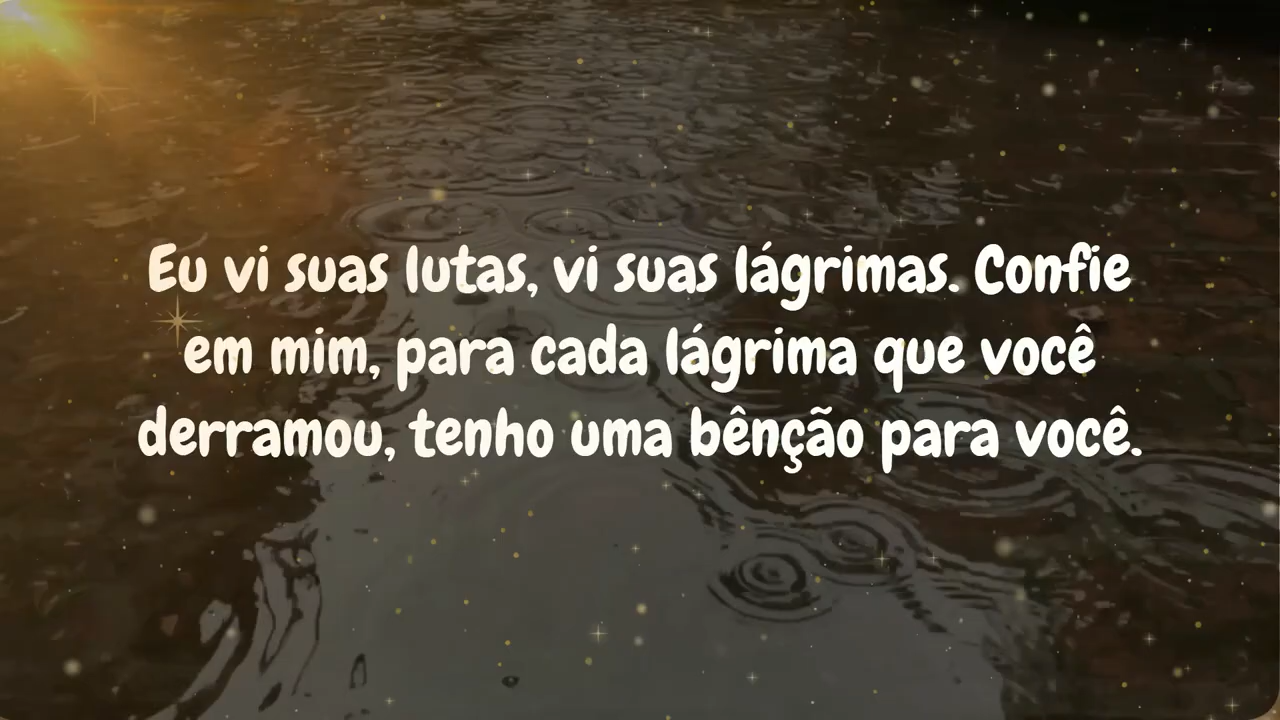 Eu vi suas lutas, vi suas lágrimas. Confie
em mim, para cada lágrima que você
derramou, tenho uma bênção para você.